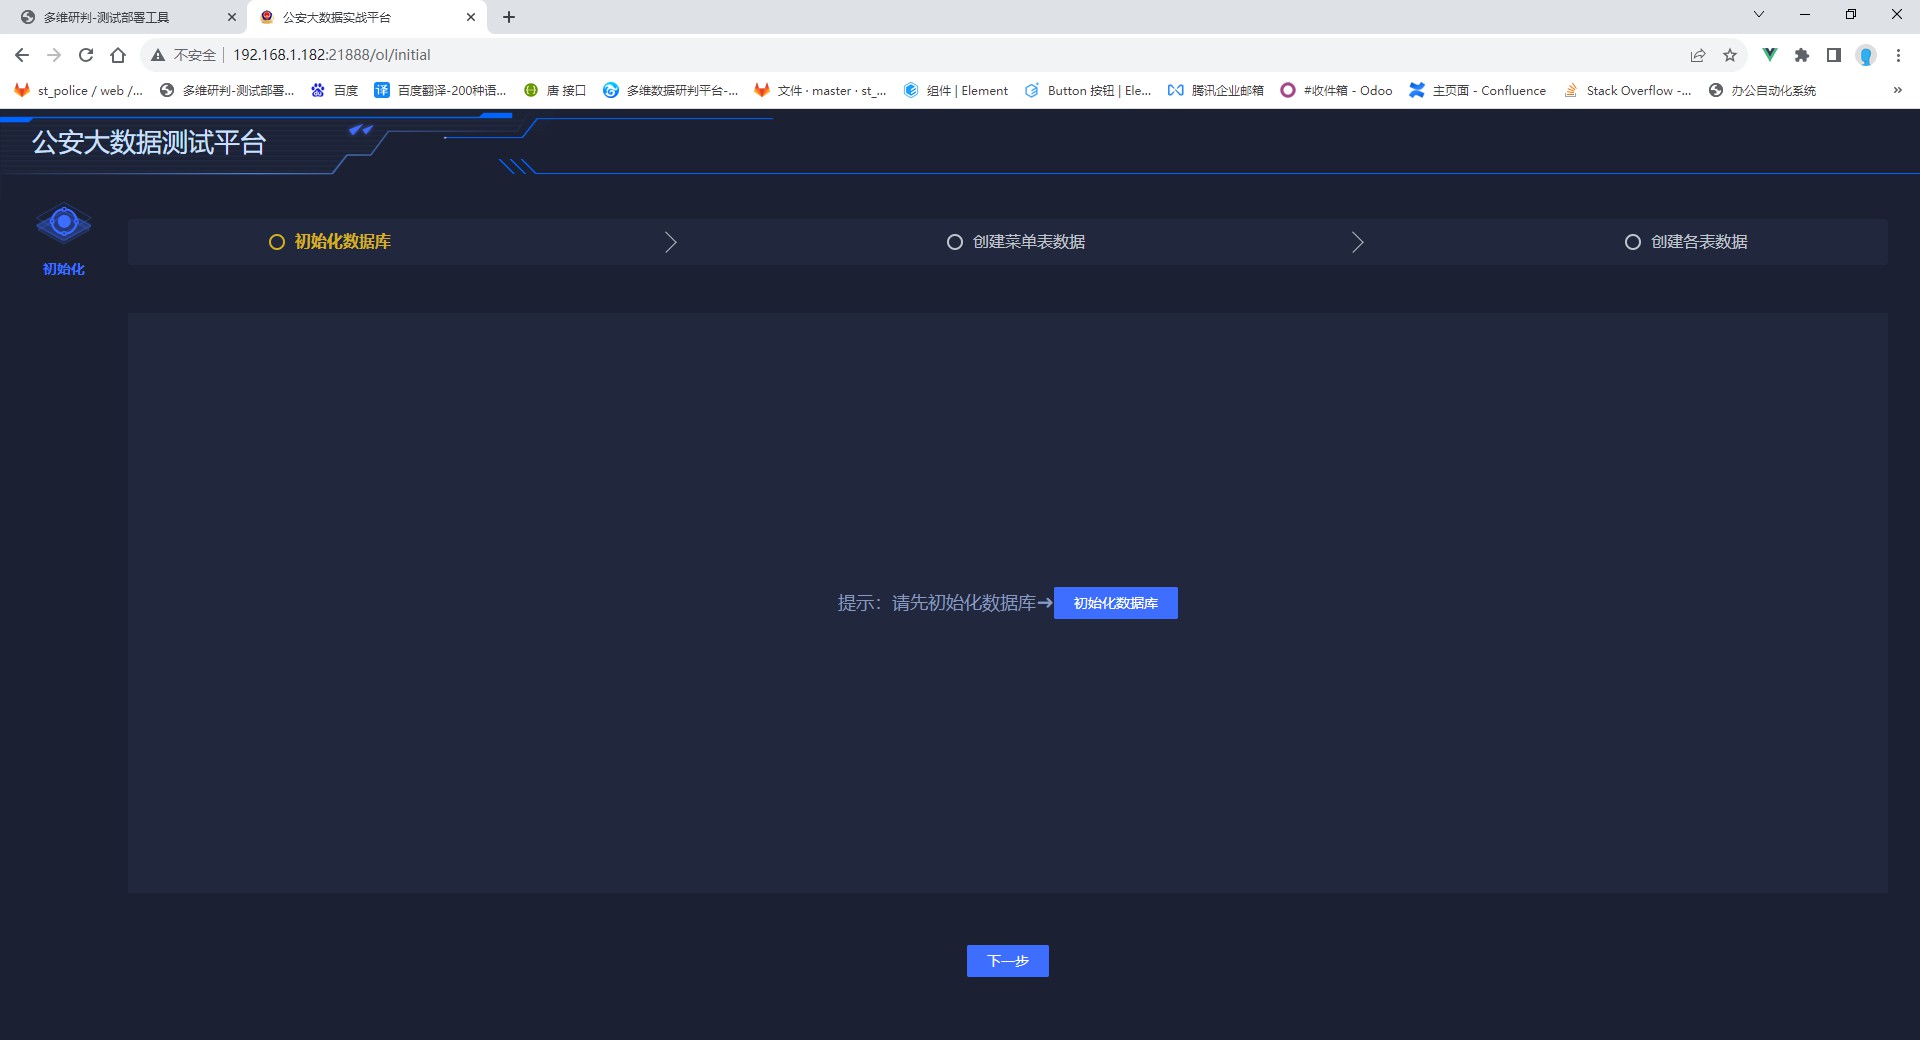 多维研判-测试部署工具
公安大数据实战平台
不安全
192.168.1.182:21888/ol/initial
st_police / web /...
多维研判-测试部署...
译
百度
百度翻译-200种语...
唐 接口
多维数据研判平台-...
文件 · master · st_...
组件 | Element
Button 按钮 | Ele...
腾讯企业邮箱
#收件箱 - Odoo
主页面 - Confluence
Stack Overflow -...
办公自动化系统
公安大数据测试平台
初始化
初始化数据库
创建菜单表数据
创建各表数据
提示：请先初始化数据库➔
初始化数据库
下一步